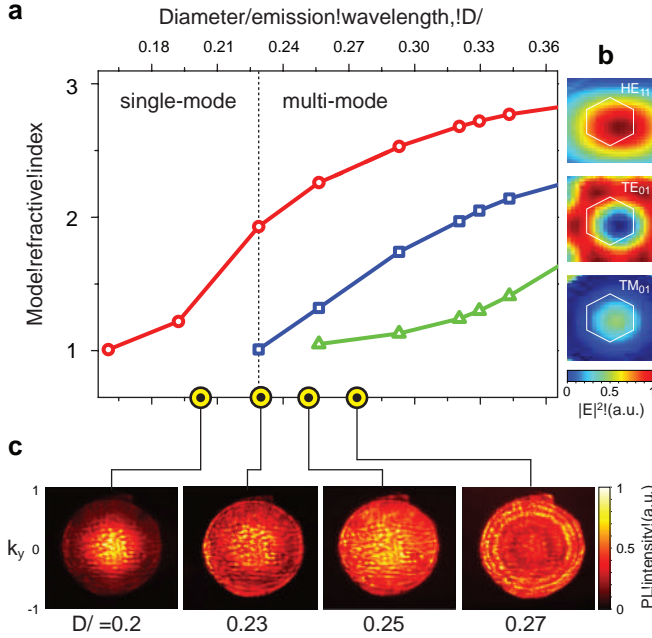 a
Diameter/emission!wavelength,!D/
0.18 0.21 0.24 0.27 0.30 0.33 0.36
3
2
1
Mode!refractive!index
single-mode
multi-mode
b
HE11
TE01
TM01
0 0.5 1
|E|²!(a.u.)
c
1
0
-1
ky
1
0.5
0
PL!intensity!(a.u.)
D/ =0.2 0.23 0.25 0.27